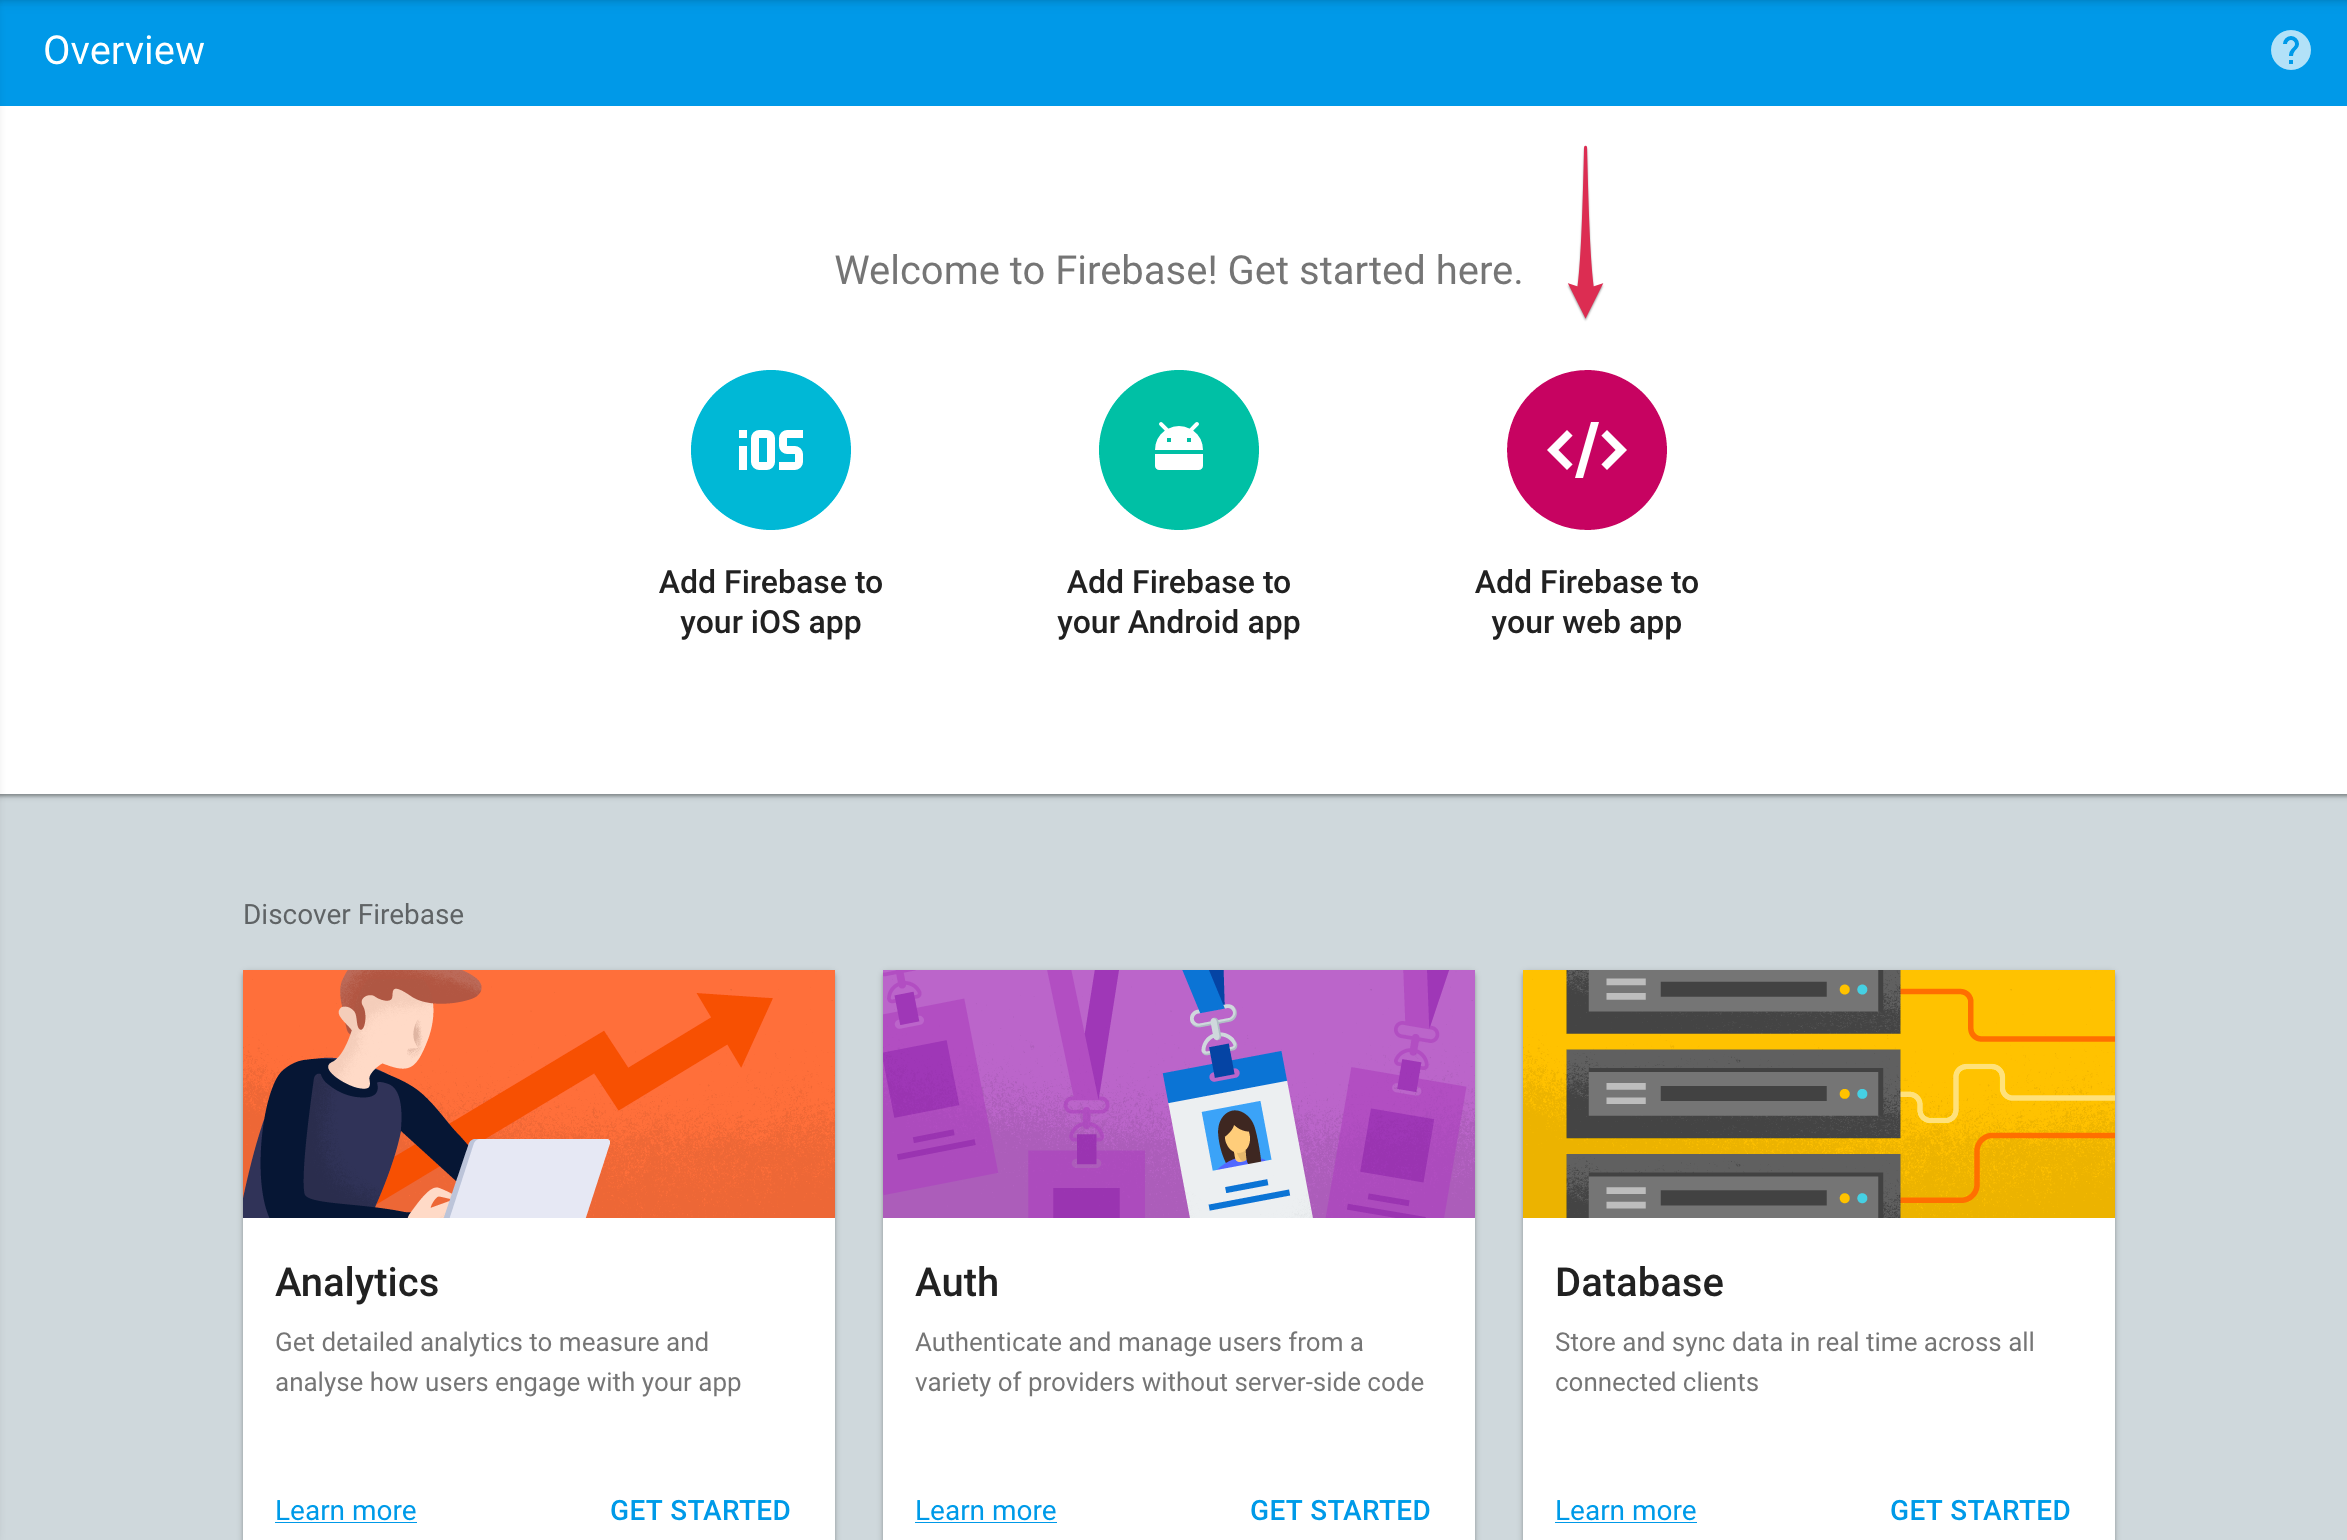 Overview
?
Welcome to Firebase! Get started here.
iOS
</>
Add Firebase to
your iOS app
Add Firebase to
your Android app
Add Firebase to
your web app
Discover Firebase
Analytics
Get detailed analytics to measure and
analyse how users engage with your app
Learn more
GET STARTED
Auth
Authenticate and manage users from a
variety of providers without server-side code
Learn more
GET STARTED
Database
Store and sync data in real time across all
connected clients
Learn more
GET STARTED